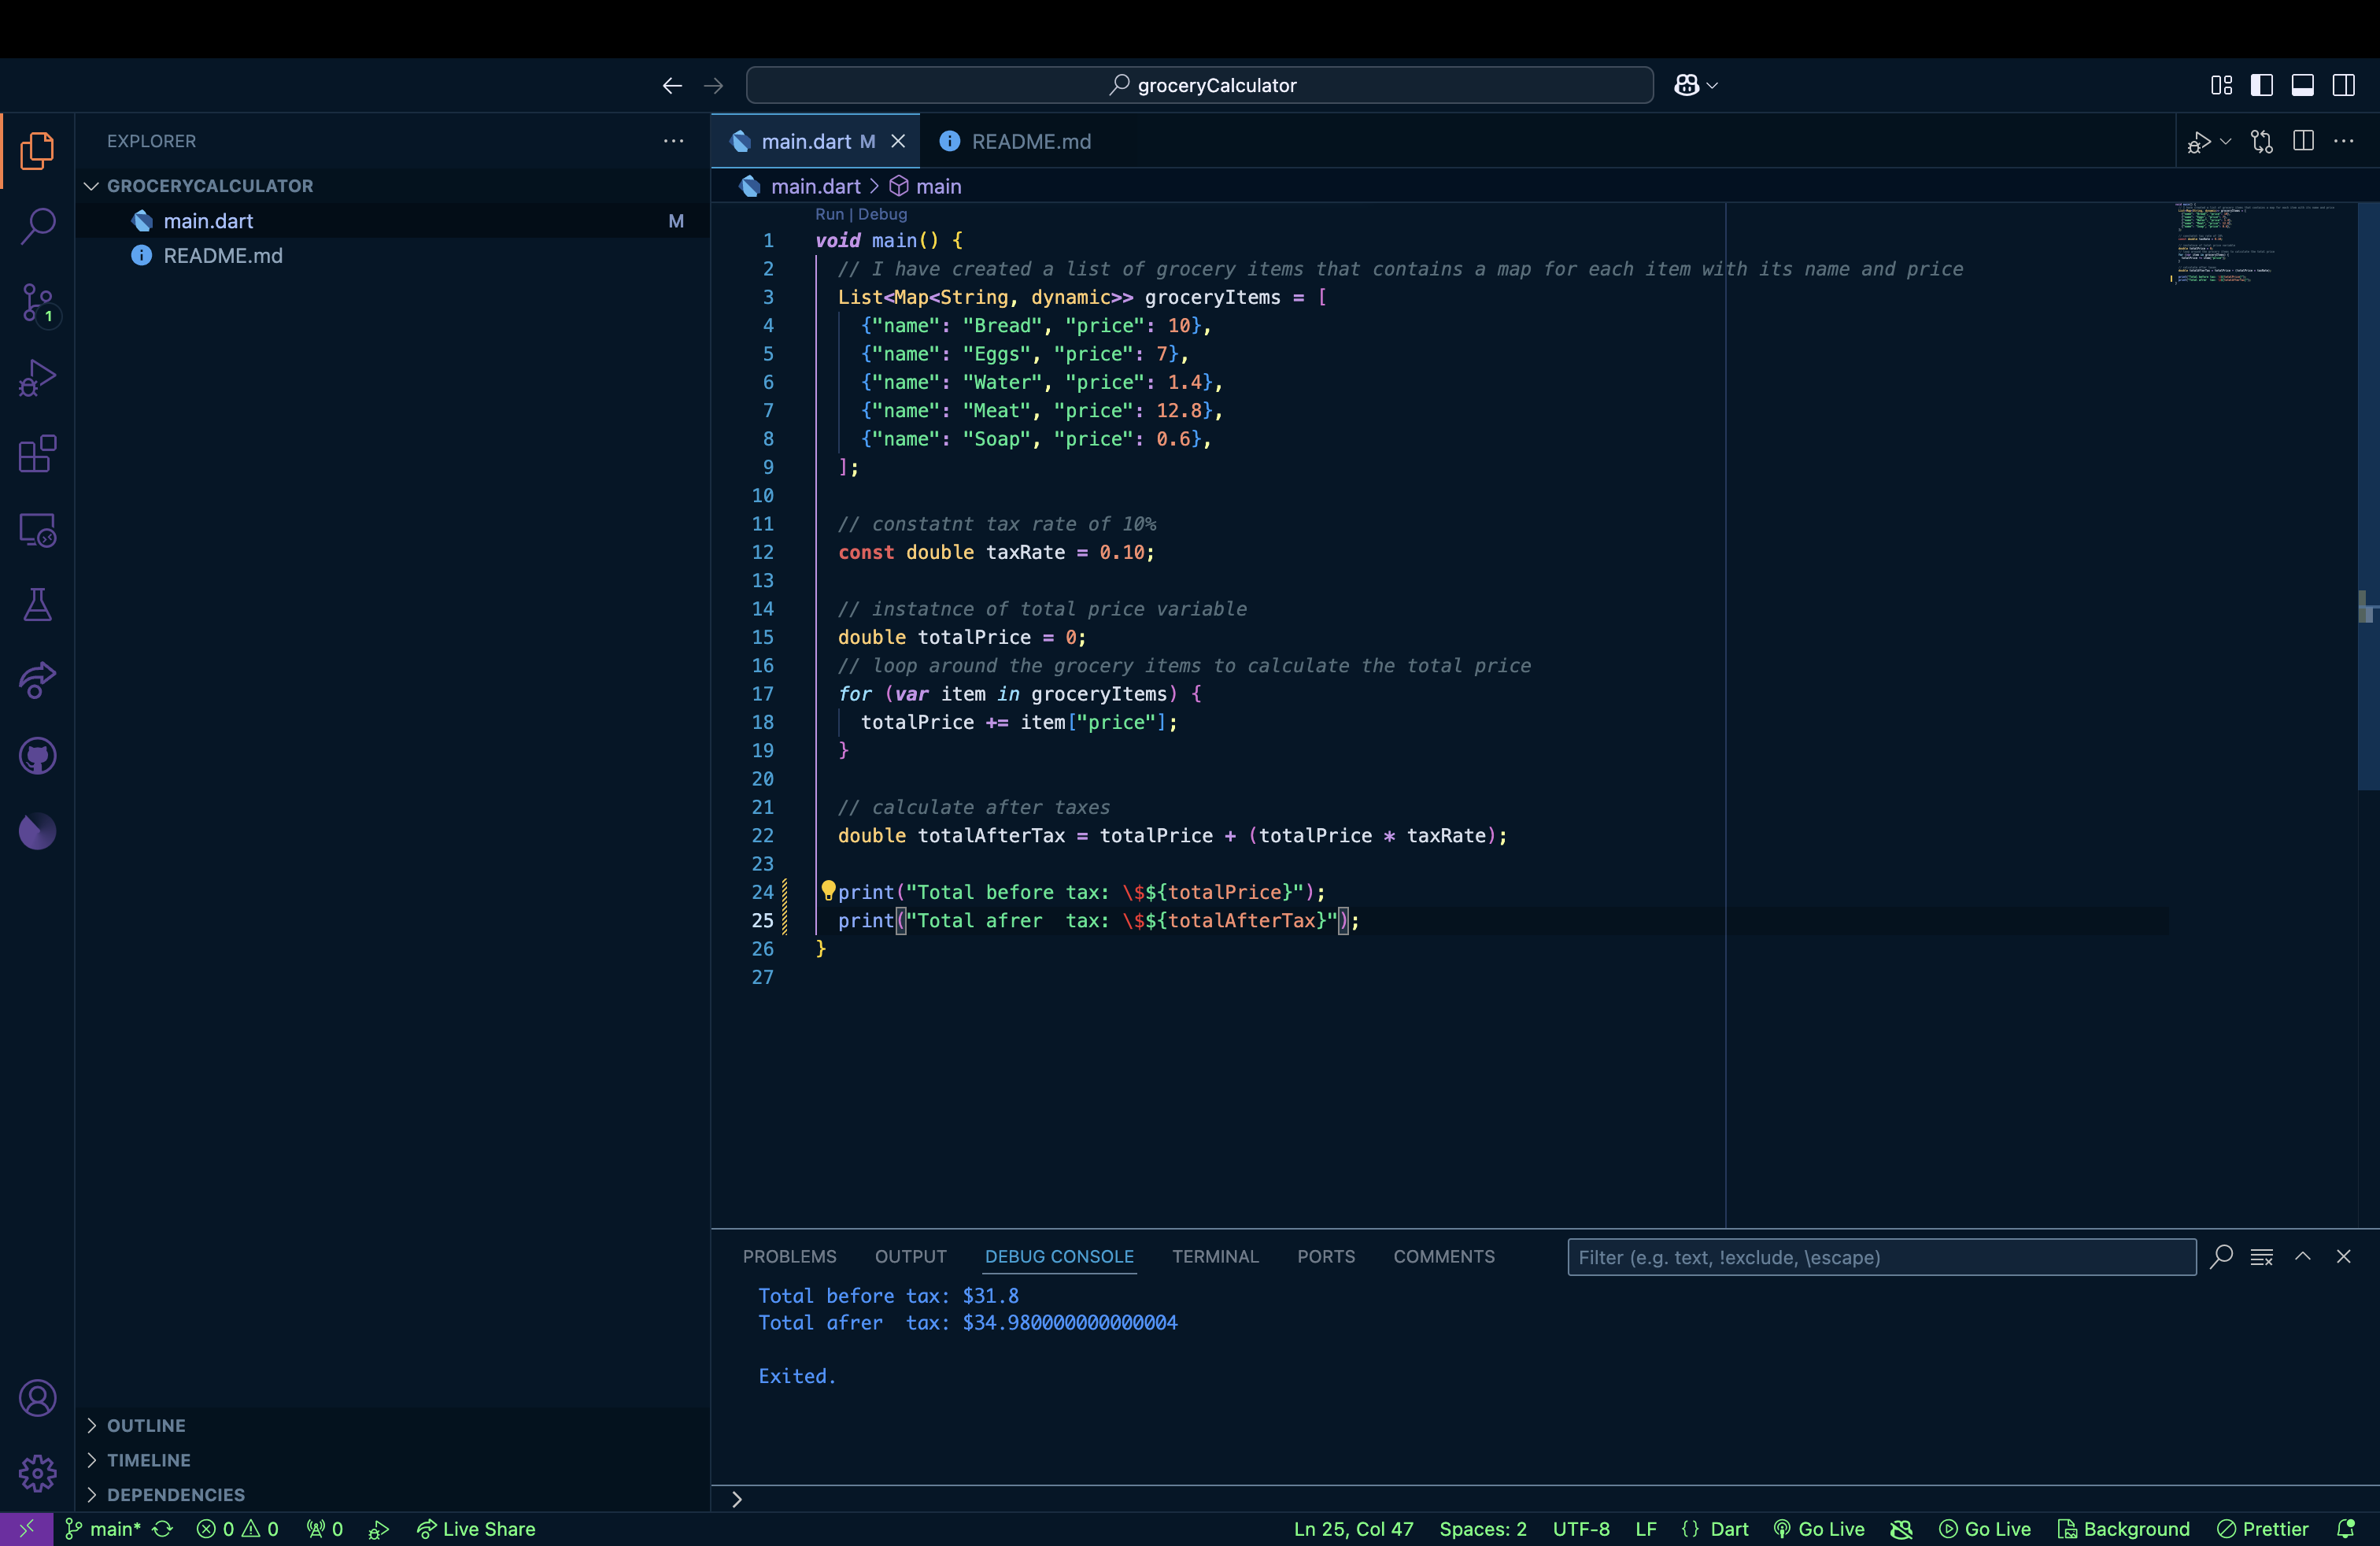 groceryCalculator
EXPLORER
GROCERYCALCULATOR
main.dart M
README.md
1
main.dart M
README.md
main.dart > main
Run | Debug
1 void main() {
2 // I have created a list of grocery items that contains a map for each item with its name and price
3 List<Map<String, dynamic>> groceryItems = [
4 {"name": "Bread", "price": 10},
5 {"name": "Eggs", "price": 7},
6 {"name": "Water", "price": 1.4},
7 {"name": "Meat", "price": 12.8},
8 {"name": "Soap", "price": 0.6},
9 ];
10
11 // constatnt tax rate of 10%
12 const double taxRate = 0.10;
13
14 // instatnce of total price variable
15 double totalPrice = 0;
16 // loop around the grocery items to calculate the total price
17 for (var item in groceryItems) {
18 totalPrice += item["price"];
19 }
20
21 // calculate after taxes
22 double totalAfterTax = totalPrice + (totalPrice * taxRate);
23
24 print("Total before tax: \$${totalPrice}");
25 print("Total afrer  tax: \$${totalAfterTax}");
26 }
27
PROBLEMS OUTPUT DEBUG CONSOLE TERMINAL PORTS COMMENTS Filter (e.g. text, !exclude, \escape)
Total before tax: $31.8
Total afrer  tax: $34.980000000000004
Exited.
OUTLINE
TIMELINE
DEPENDENCIES
main* 0 0 0 Live Share Ln 25, Col 47 Spaces: 2 UTF-8 LF {} Dart Go Live Go Live Background Prettier